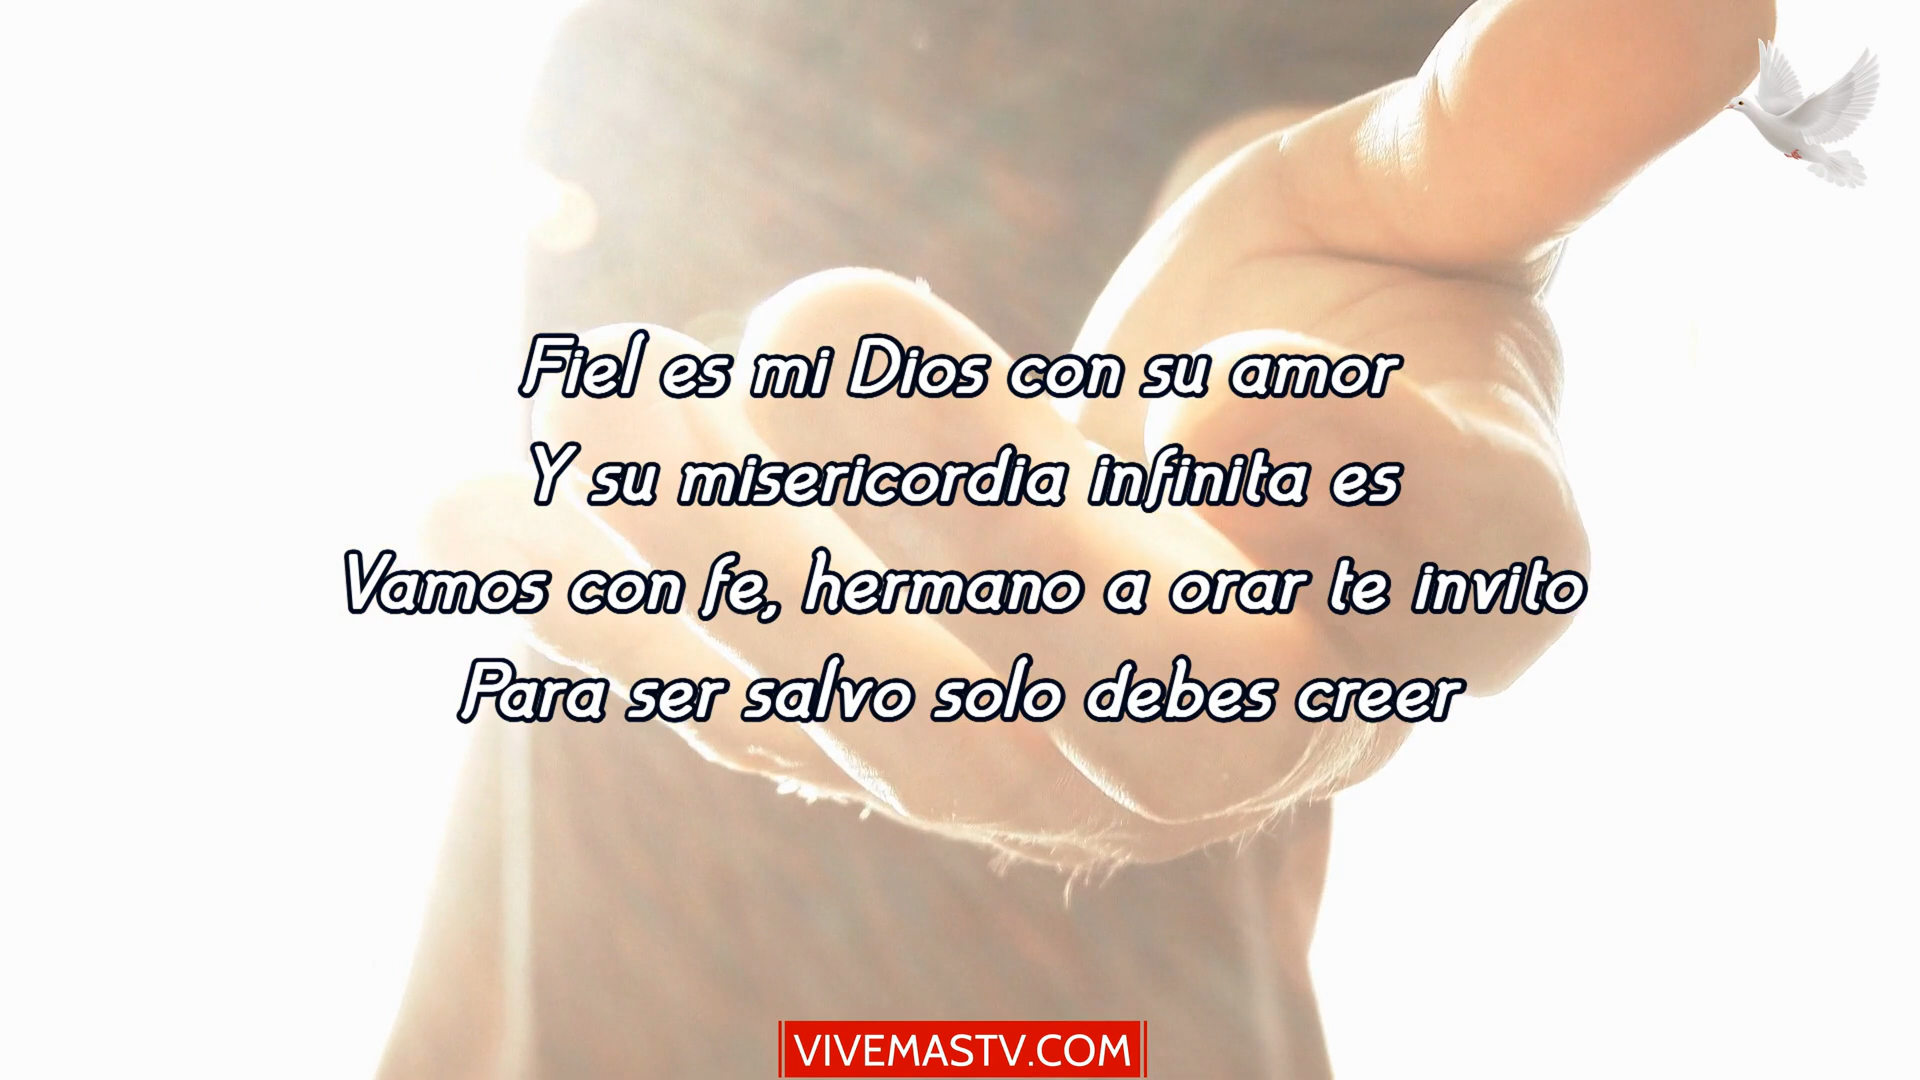 Fiel es mi Dios con su amor
Y su misericordia infinita es
Vamos con fe, hermano a orar te invito
Para ser salvo solo debes creer
VIVEMASTV.COM